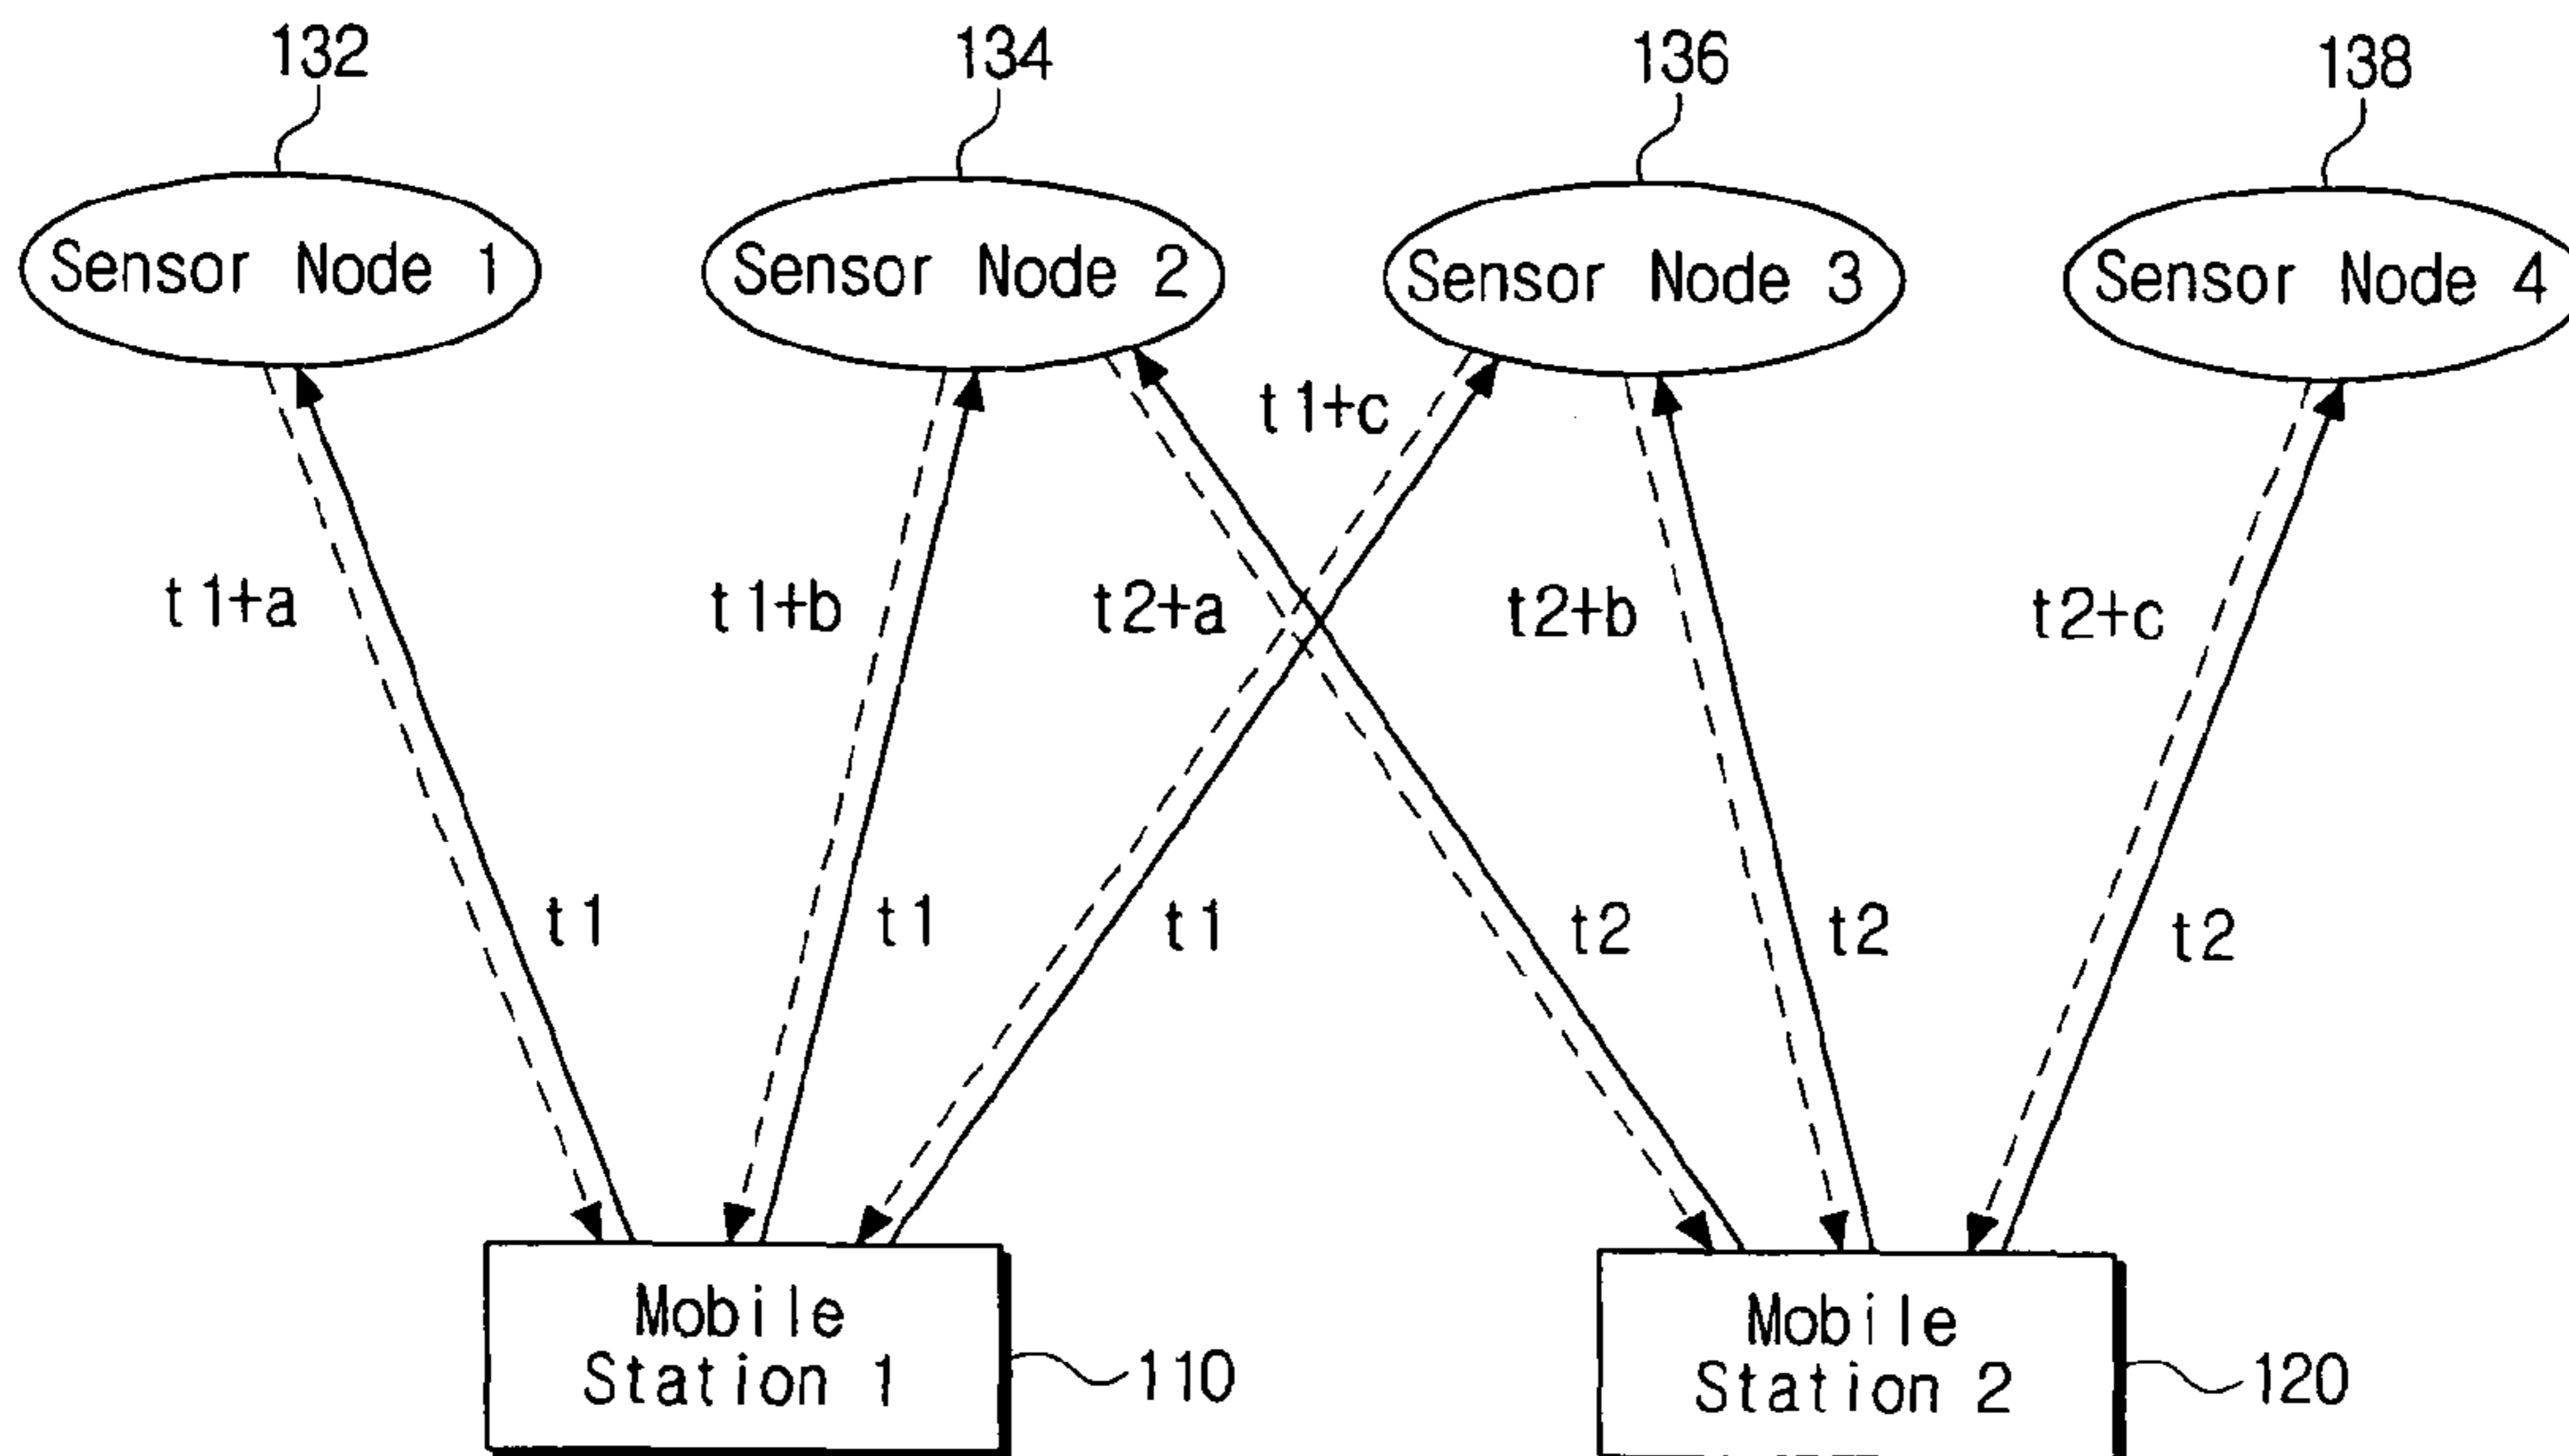 132
134
136
138
Sensor Node 1
Sensor Node 2
Sensor Node 3
Sensor Node 4
t1+c
t1+a
t1+b
t2+a
t2+b
t2+c
t1
t1
t1
t2
t2
t2
Mobile
Station 1
110
Mobile
Station 2
120